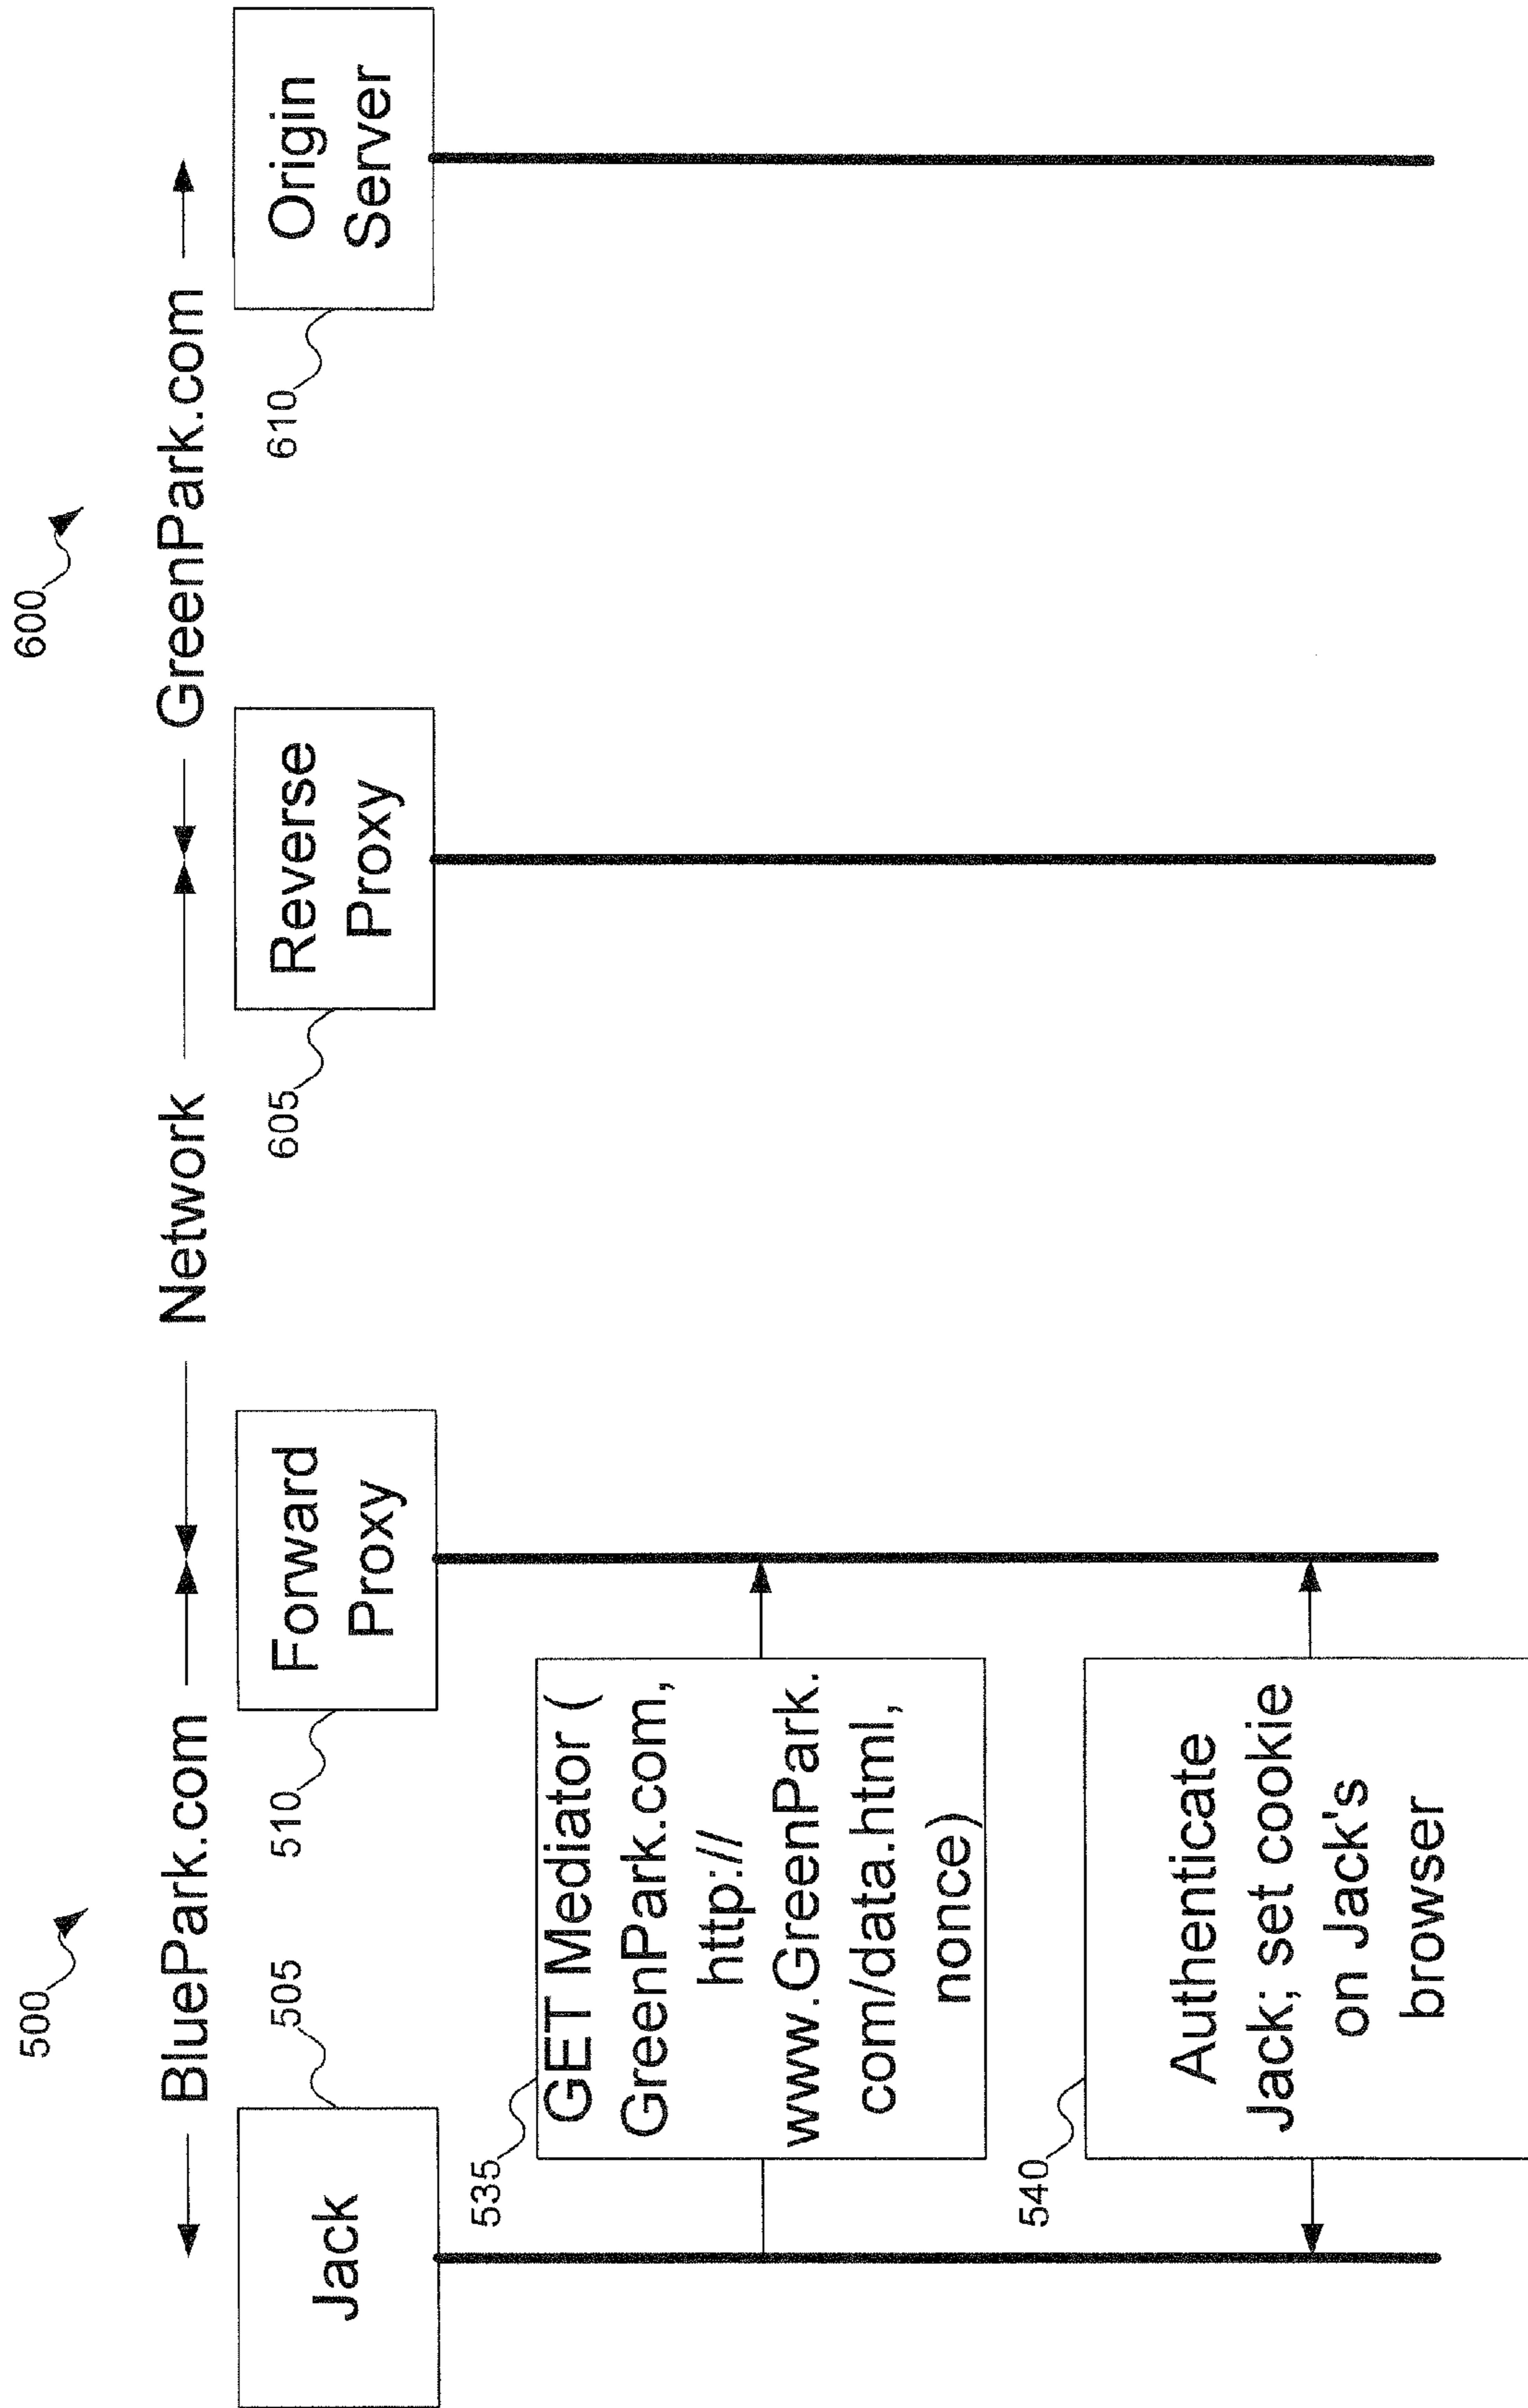 500
600
BluePark.com
Network
GreenPark.com
505
Jack
510
Forward
Proxy
605
Reverse
Proxy
610
Origin
Server
535
GET Mediator (
GreenPark.com,
http://
www.GreenPark.
com/data.html,
nonce)
540
Authenticate
Jack; set cookie
on Jack's
browser